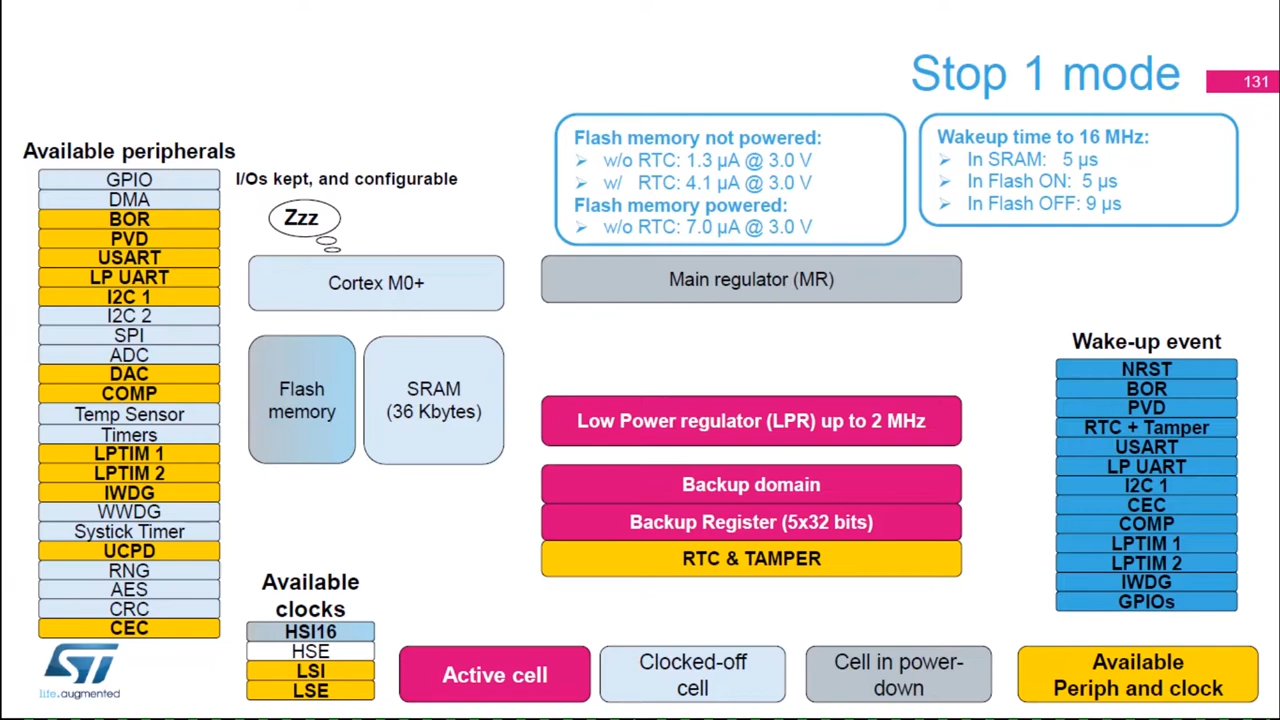 Stop 1 mode
131
Flash memory not powered:
➢ w/o RTC: 1.3 µA @ 3.0 V
➢ w/ RTC: 4.1 µA @ 3.0 V
Flash memory powered:
➢ w/o RTC: 7.0 µA @ 3.0 V
Wakeup time to 16 MHz:
➢ In SRAM: 5 µs
➢ In Flash ON: 5 µs
➢ In Flash OFF: 9 µs
Available peripherals
GPIO
DMA
BOR
PVD
USART
LP UART
I2C 1
I2C 2
SPI
ADC
DAC
COMP
Temp Sensor
Timers
LPTIM 1
LPTIM 2
IWDG
WWDG
Systick Timer
UCPD
RNG
AES
CRC
CEC
I/Os kept, and configurable
Zzz
Cortex M0+
Flash
memory
SRAM
(36 Kbytes)
Main regulator (MR)
Low Power regulator (LPR) up to 2 MHz
Backup domain
Backup Register (5x32 bits)
RTC & TAMPER
Wake-up event
NRST
BOR
PVD
RTC + Tamper
USART
LP UART
I2C 1
CEC
COMP
LPTIM 1
LPTIM 2
IWDG
GPIOs
Available
clocks
HSI16
HSE
LSI
LSE
ST
life.augmented
Active cell
Clocked-off
cell
Cell in power-
down
Available
Periph and clock